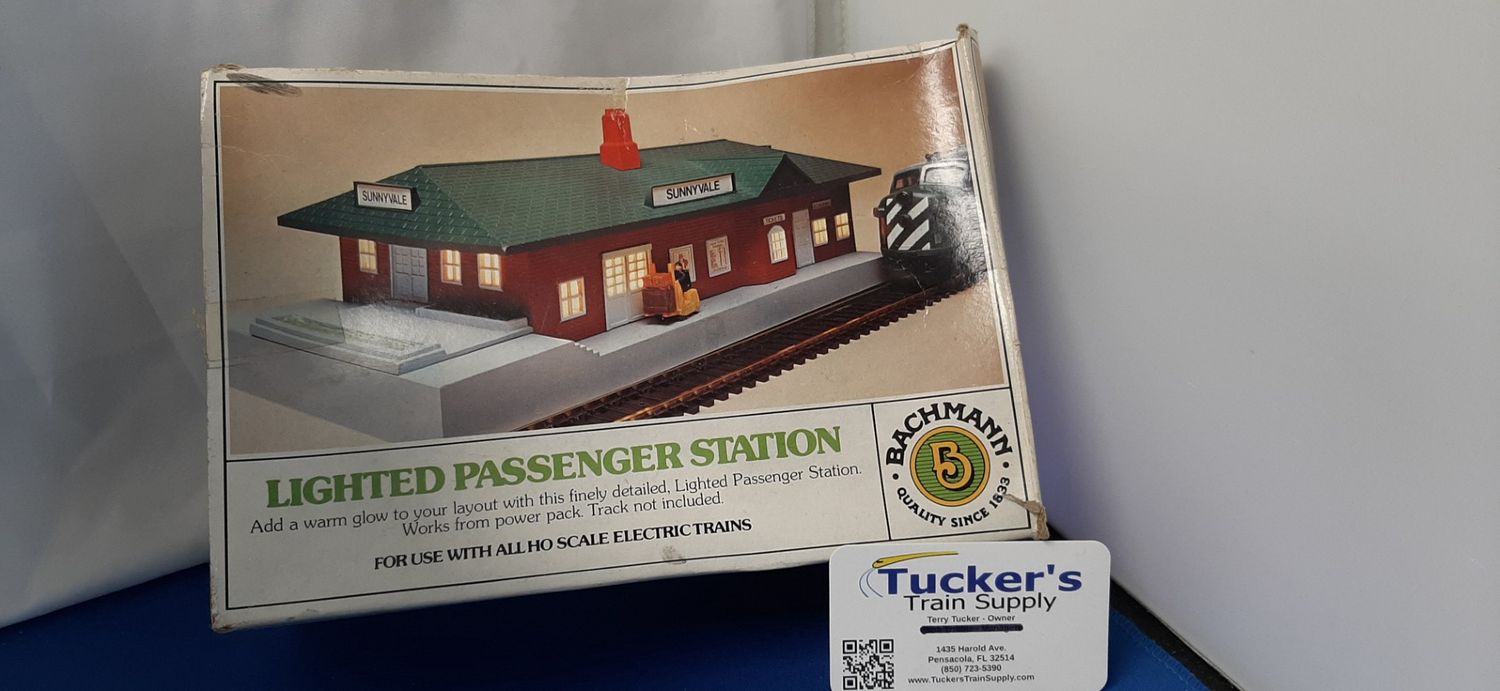 SUNNYVALE
SUNNYVALE
TICKETS
LIGHTED PASSENGER STATION
Add a warm glow to your layout with this finely detailed, Lighted Passenger Station.
Works from power pack. Track not included.
FOR USE WITH ALL HO SCALE ELECTRIC TRAINS
BACHMANN
B
• QUALITY SINCE 1833 •
Tucker's
Train Supply
Terry Tucker - Owner
1435 Harold Ave.
Pensacola, FL 32514
(850) 723-5390
www.TuckersTrainSupply.com